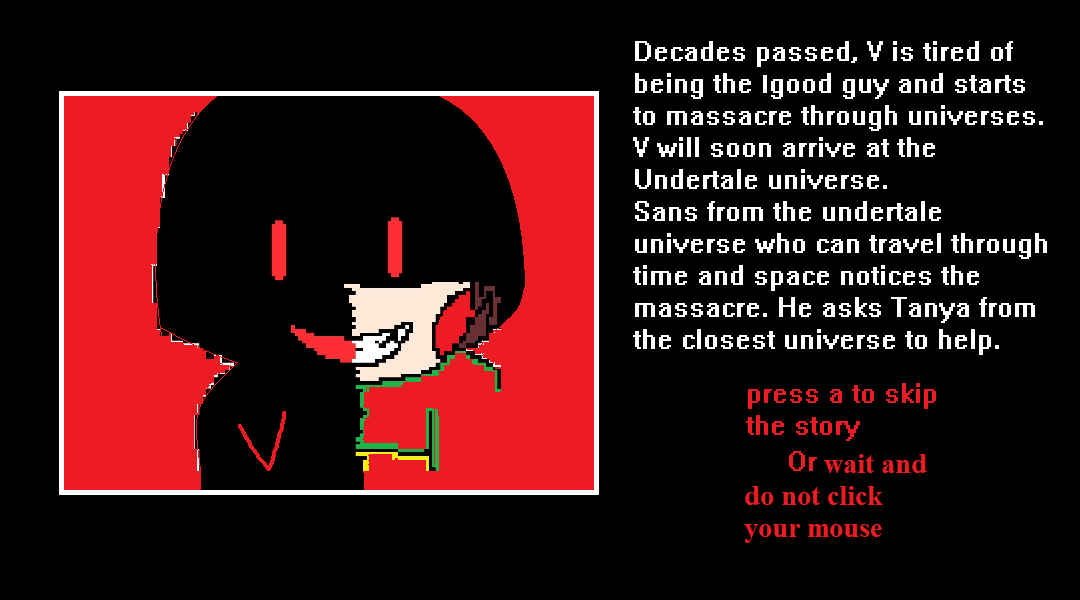 Decades passed, V is tired of
being the lgood guy and starts
to massacre through universes.
V will soon arrive at the
Undertale universe.
Sans from the undertale
universe who can travel through
time and space notices the
massacre. He asks Tanya from
the closest universe to help.
press a to skip
the story
Or wait and
do not click
your mouse
V